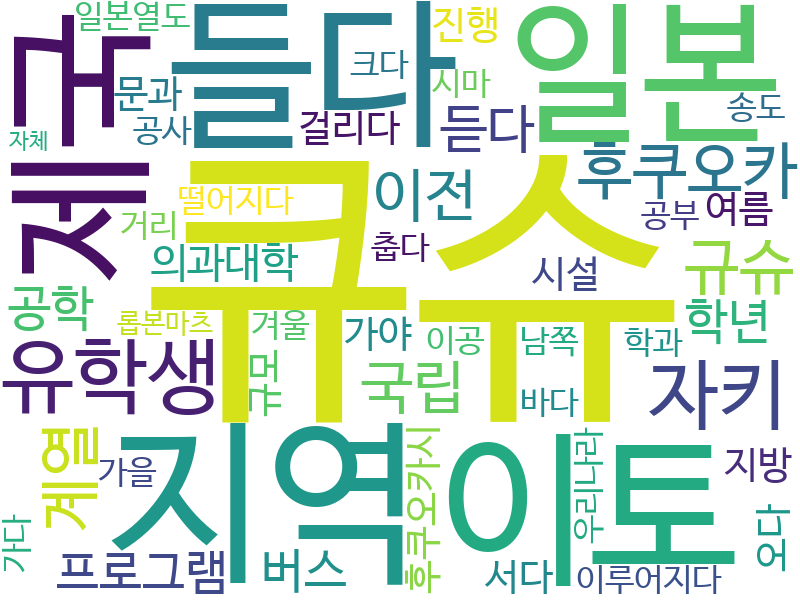 일본열도
제국
들다
진행
일본
크다
문과
시마
송도
공사
걸리다
듣다
자체
후쿠오카
큐슈
이전
떨어지다
거리
춥다
공부
여름
의과대학
시설
규슈
공학
롭본마츠
겨울
가야
이공
남쪽
학과
학년
유학생
규모
국립
바다
자키
계열
가을
지역
후쿠오카시
이토
우리나라
지방
가다
오다
프로그램
버스
서다
이루어지다